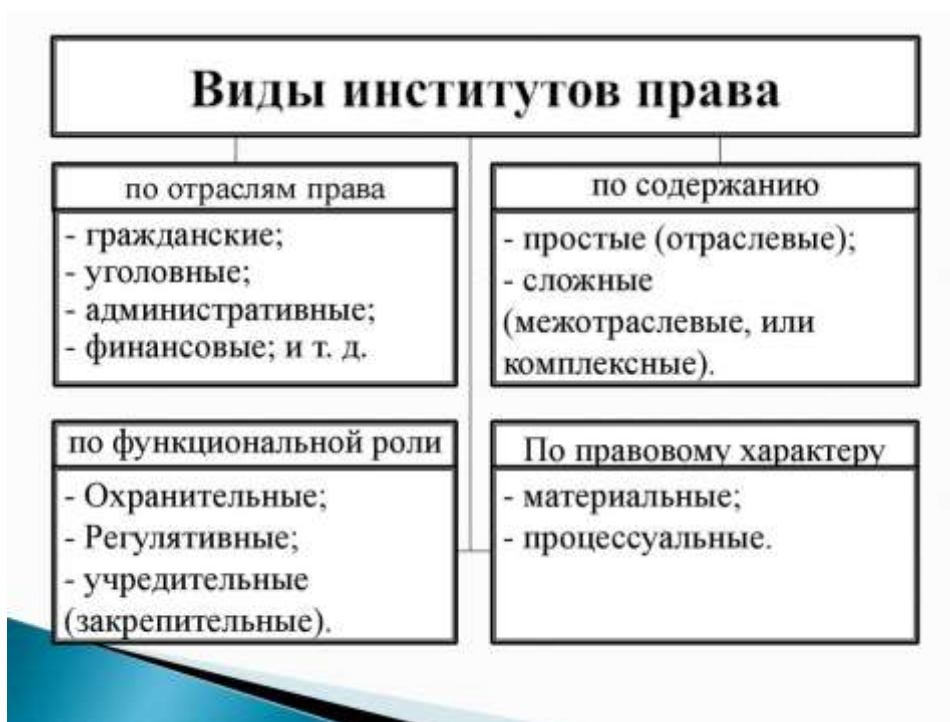 Виды институтов права
по отраслям права
- гражданские;
- уголовные;
- административные;
- финансовые; и т. д.
по содержанию
- простые (отраслевые);
- сложные
(межотраслевые, или
комплексные).
по функциональной роли
- Охранительные;
- Регулятивные;
- учредительные
(закрепительные).
По правовому характеру
- материальные;
- процессуальные.